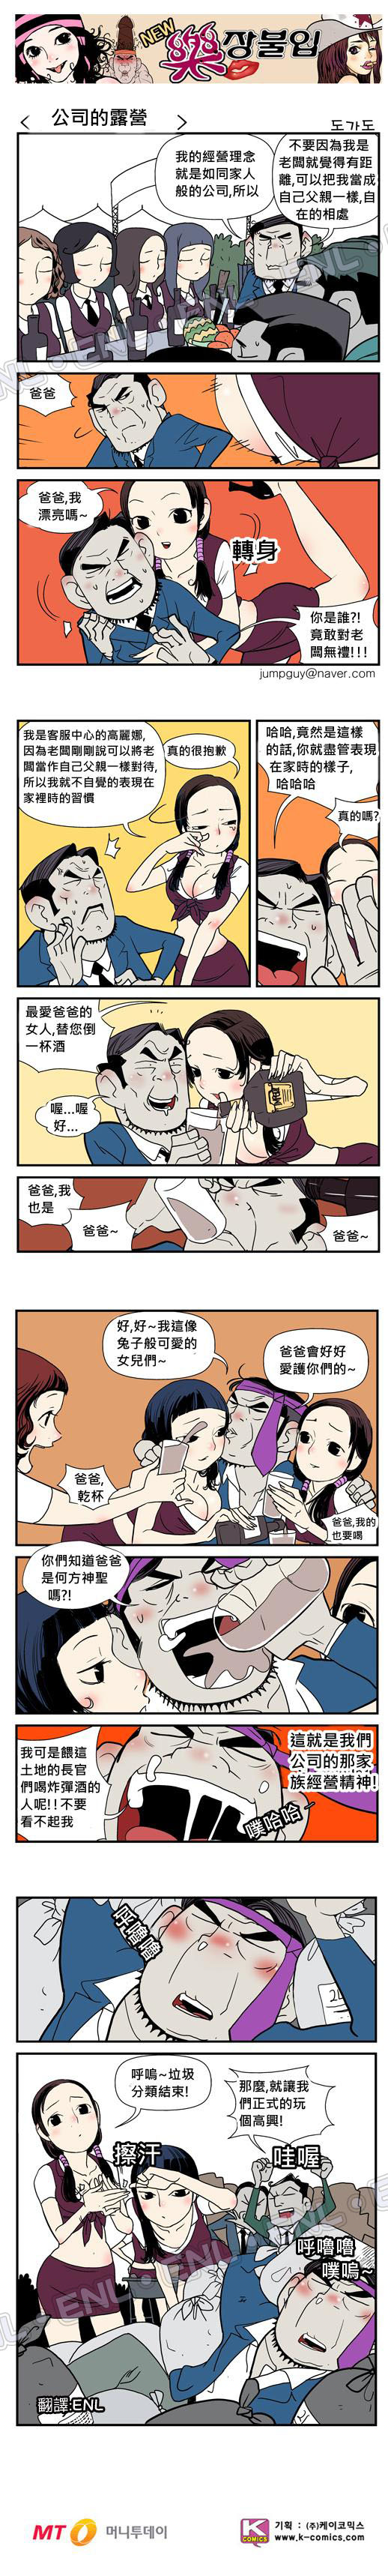 NEW 樂장불입
< 公司的露營 >
도가도
我的經營理念
就是如同家人
般的公司,所以
不要因為我是
老闆就覺得有距
離,可以把我當成
自己父親一樣,自
在的相處
爸爸
爸爸,我
漂亮嗎~
轉身
你是誰?!
竟敢對老
闆無禮!!!
jumpguy@naver.com
我是客服中心的高麗娜,
因為老闆剛剛說可以將老
闆當作自己父親一樣對待,
所以我就不自覺的表現在
家裡時的習慣
真的很抱歉
哈哈,竟然是這樣
的話,你就盡管表現
在家時的樣子,
哈哈哈
真的嗎?
最愛爸爸的
女人,替您倒
一杯酒
喔...喔
好...
爸爸,我
也是
爸爸~
爸爸~
好,好~我這像
兔子般可愛的
女兒們~
爸爸會好好
愛護你們的~
爸爸,
乾杯
爸爸,我的
也要喝
你們知道爸爸
是何方神聖
嗎?!
我可是餵這
土地的長官
們喝炸彈酒的
人呢!!不要
看不起我
這就是我們
公司的那家
族經營精神!
噗哈哈~
呼嚕嚕
呼嗚~垃圾
分類結束!
那麼,就讓我
們正式的玩
個高興!
擦汗
哇喔
呼嚕嚕
噗嗚~
翻譯:ENL
ENL·ENL·ENL
MT 머니투데이
K COMICS
기획 : (주)케이코믹스
www.k-comics.com